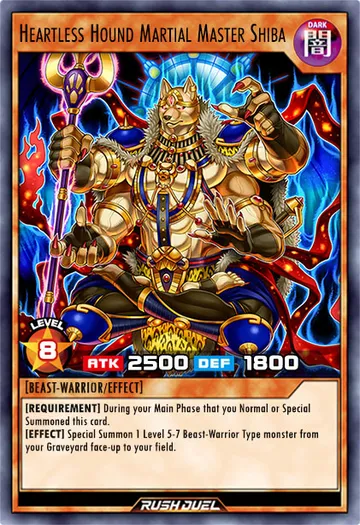 HEARTLESS HOUND MARTIAL MASTER SHIBA
DARK
闇
LEVEL
8
ATK 2500 DEF 1800
[BEAST-WARRIOR/EFFECT]
[REQUIREMENT] During your Main Phase that you Normal or Special
Summoned this card.
[EFFECT] Special Summon 1 Level 5-7 Beast-Warrior Type monster from
your Graveyard face-up to your field.
RUSH DUEL